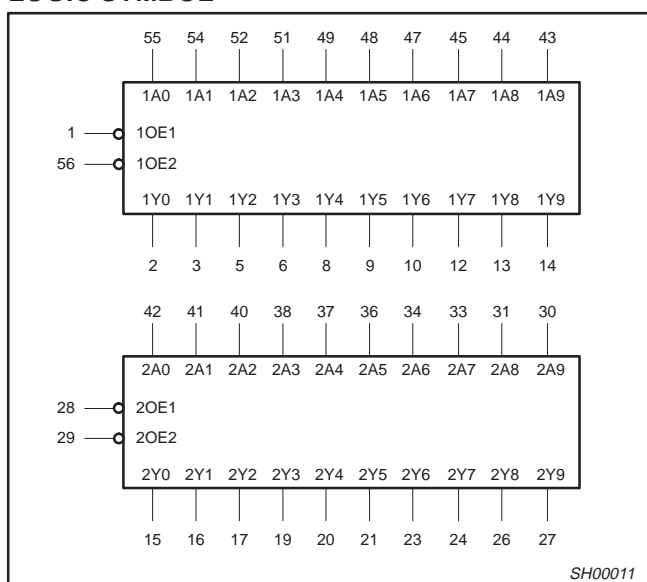 LOGIC SYMBOL
55 54 52 51 49 48 47 45 44 43
1A0 1A1 1A2 1A3 1A4 1A5 1A6 1A7 1A8 1A9
1 1OE1
56 1OE2
1Y0 1Y1 1Y2 1Y3 1Y4 1Y5 1Y6 1Y7 1Y8 1Y9
2 3 5 6 8 9 10 12 13 14
42 41 40 38 37 36 34 33 31 30
2A0 2A1 2A2 2A3 2A4 2A5 2A6 2A7 2A8 2A9
28 2OE1
29 2OE2
2Y0 2Y1 2Y2 2Y3 2Y4 2Y5 2Y6 2Y7 2Y8 2Y9
15 16 17 19 20 21 23 24 26 27
SH00011